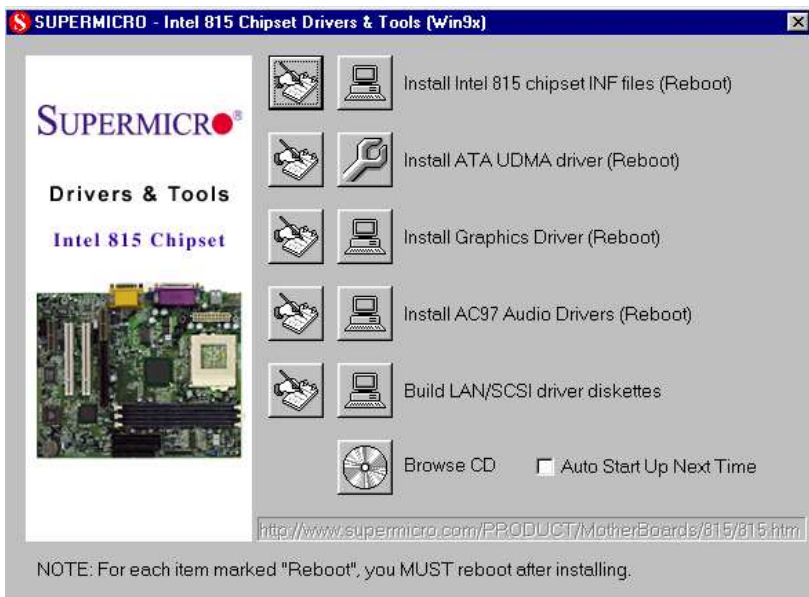 SUPERMICRO - Intel 815 Chipset Drivers & Tools (Win9x)
SUPERMICRO®
Drivers & Tools
Intel 815 Chipset
Install Intel 815 chipset INF files (Reboot)
Install ATA UDMA driver (Reboot)
Install Graphics Driver (Reboot)
Install AC97 Audio Drivers (Reboot)
Build LAN/SCSI driver diskettes
Browse CD
Auto Start Up Next Time
http://www.supermicro.com/PRODUCT/MotherBoards/815/815.htm
NOTE: For each item marked "Reboot", you MUST reboot after installing.